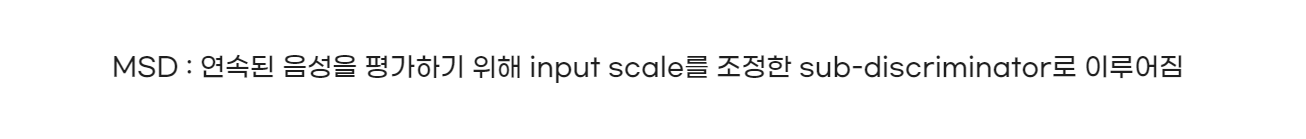 MSD : 연속된 음성을 평가하기 위해 input scale를 조정한 sub-discriminator로 이루어짐